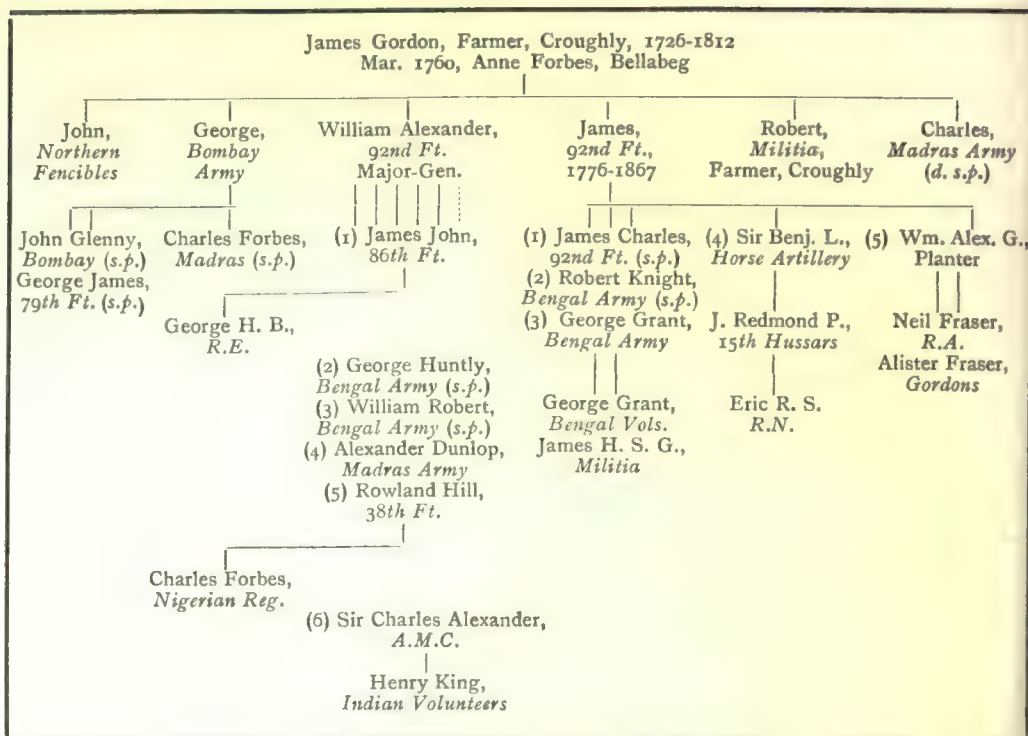 James Gordon, Farmer, Croughly, 1726-1812
Mar. 1760, Anne Forbes, Bellabeg
John,
Northern
Fencibles
George,
Bombay
Army
William Alexander,
92nd Ft.
Major-Gen.
James,
92nd Ft.,
1776-1867
Robert,
Militia,
Farmer, Croughly
Charles,
Madras Army
(d. s.p.)
John Glenny,
Bombay (s.p.)
George James,
79th Ft. (s.p.)
Charles Forbes,
Madras (s.p.)
(1) James John,
86th Ft.
George H. B.,
R.E.
(2) George Huntly,
Bengal Army (s.p.)
(3) William Robert,
Bengal Army (s.p.)
(4) Alexander Dunlop,
Madras Army
(5) Rowland Hill,
38th Ft.
Charles Forbes,
Nigerian Reg.
(6) Sir Charles Alexander,
A.M.C.
Henry King,
Indian Volunteers
(1) James Charles,
92nd Ft. (s.p.)
(2) Robert Knight,
Bengal Army (s.p.)
(3) George Grant,
Bengal Army
George Grant,
Bengal Vols.
James H. S. G.,
Militia
(4) Sir Benj. L.,
Horse Artillery
J. Redmond P.,
15th Hussars
Eric R. S.
R.N.
(5) Wm. Alex. G.,
Planter
Neil Fraser,
R.A.
Alister Fraser,
Gordons